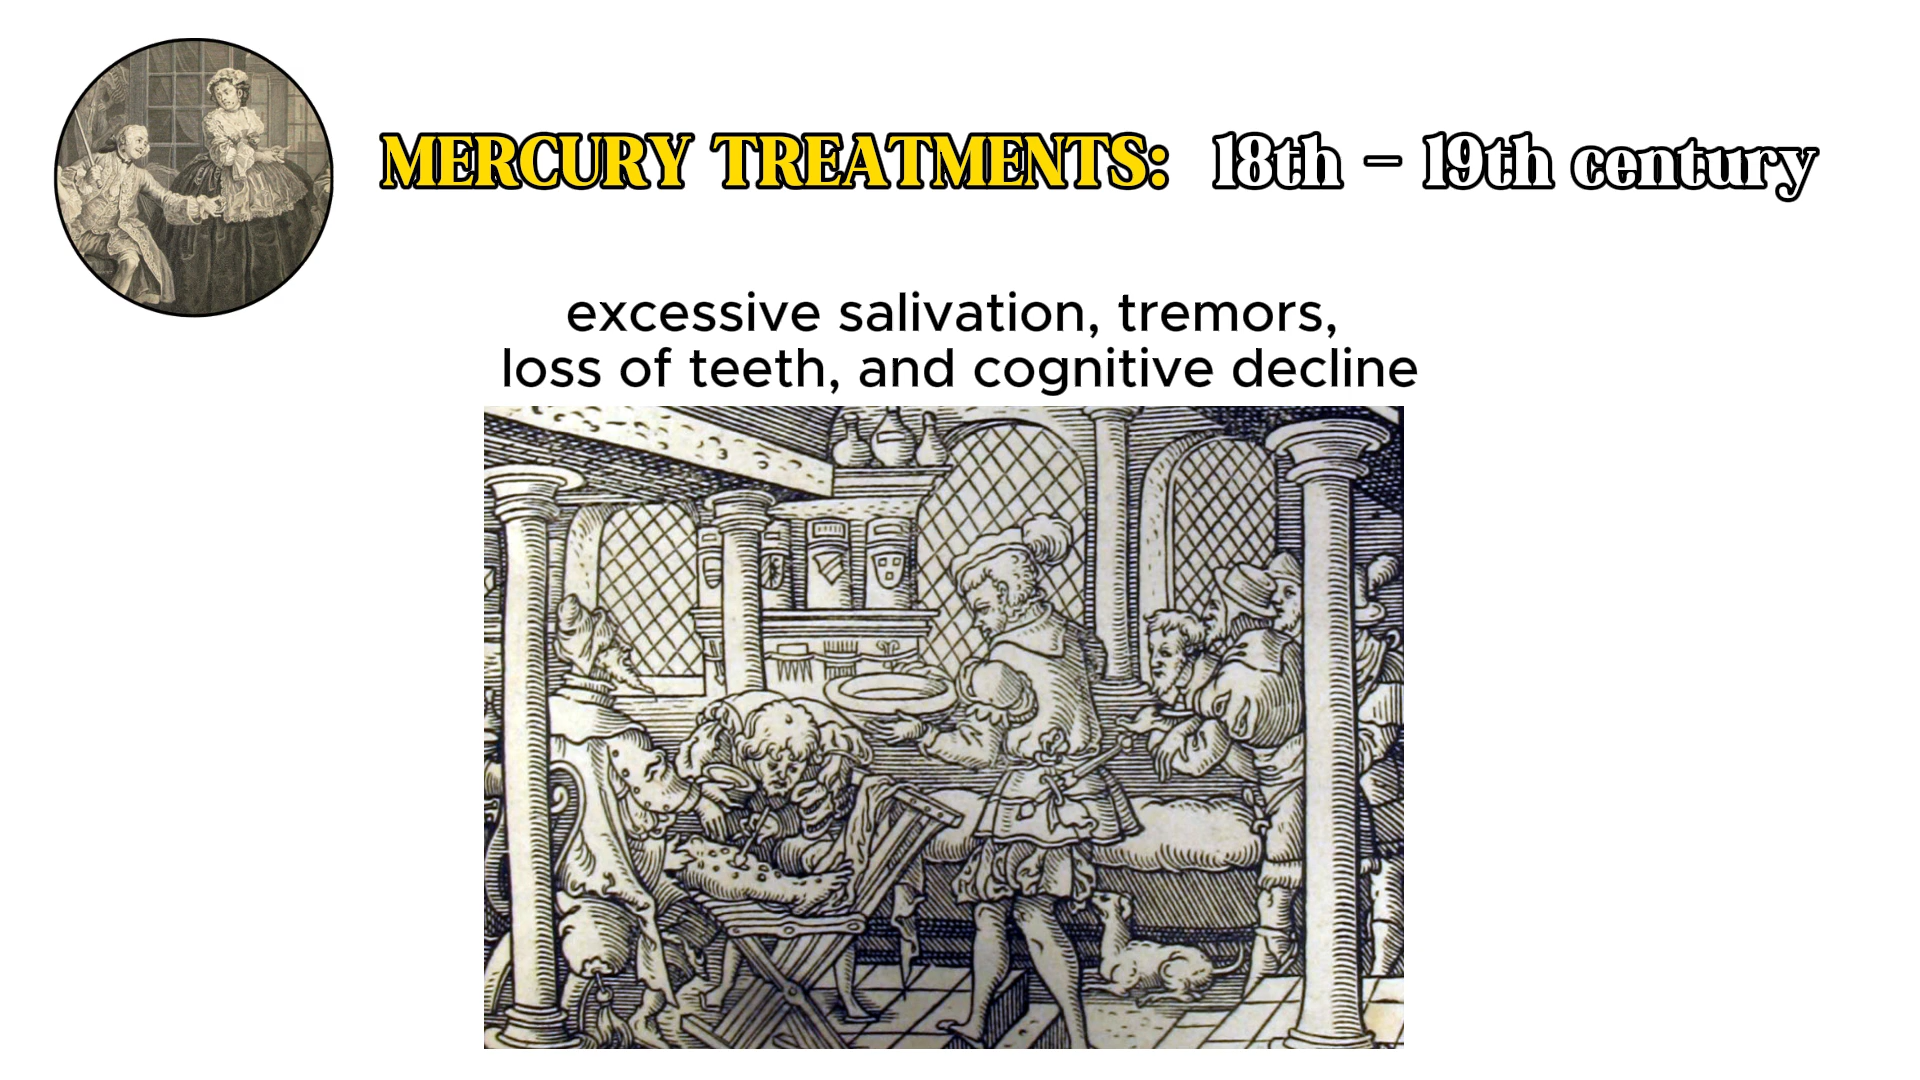 MERCURY TREATMENTS: 18th – 19th century
excessive salivation, tremors,
loss of teeth, and cognitive decline